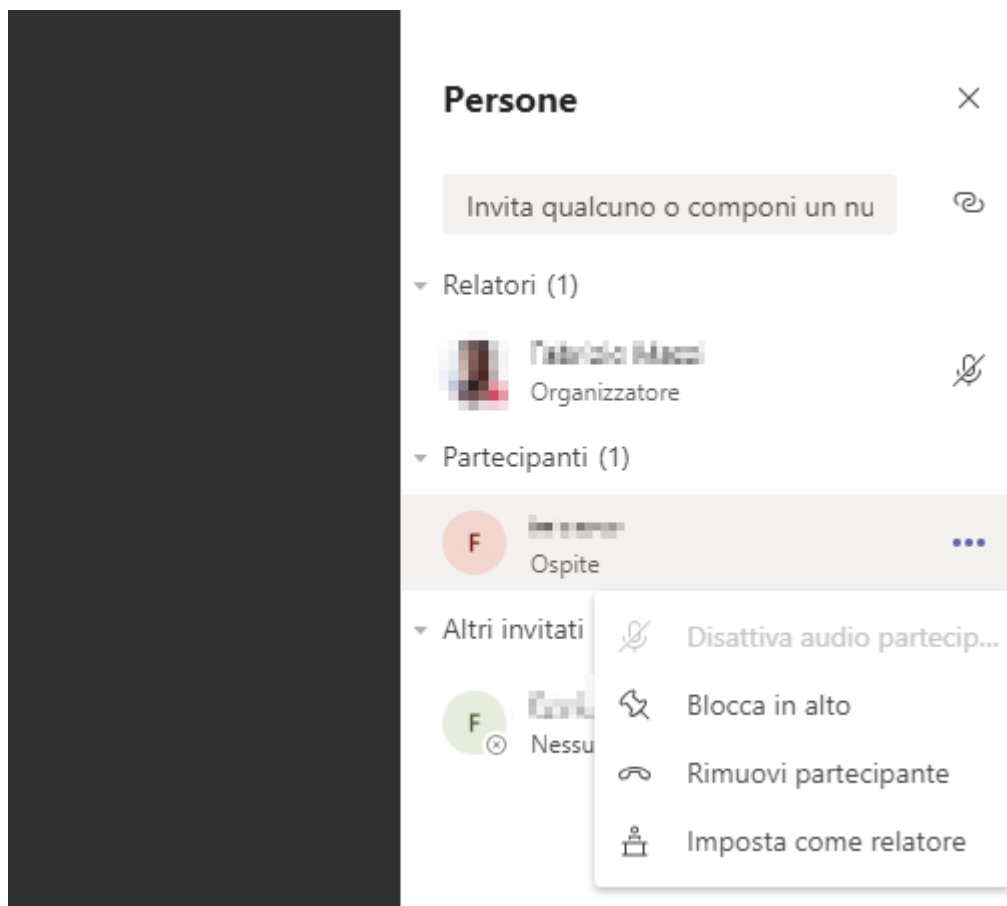 Persone
Invita qualcuno o componi un nu
Relatori (1)
Organizzatore
Partecipanti (1)
F
Ospite
Altri invitati
Disattiva audio partecip...
Blocca in alto
F
Nessu
Rimuovi partecipante
Imposta come relatore